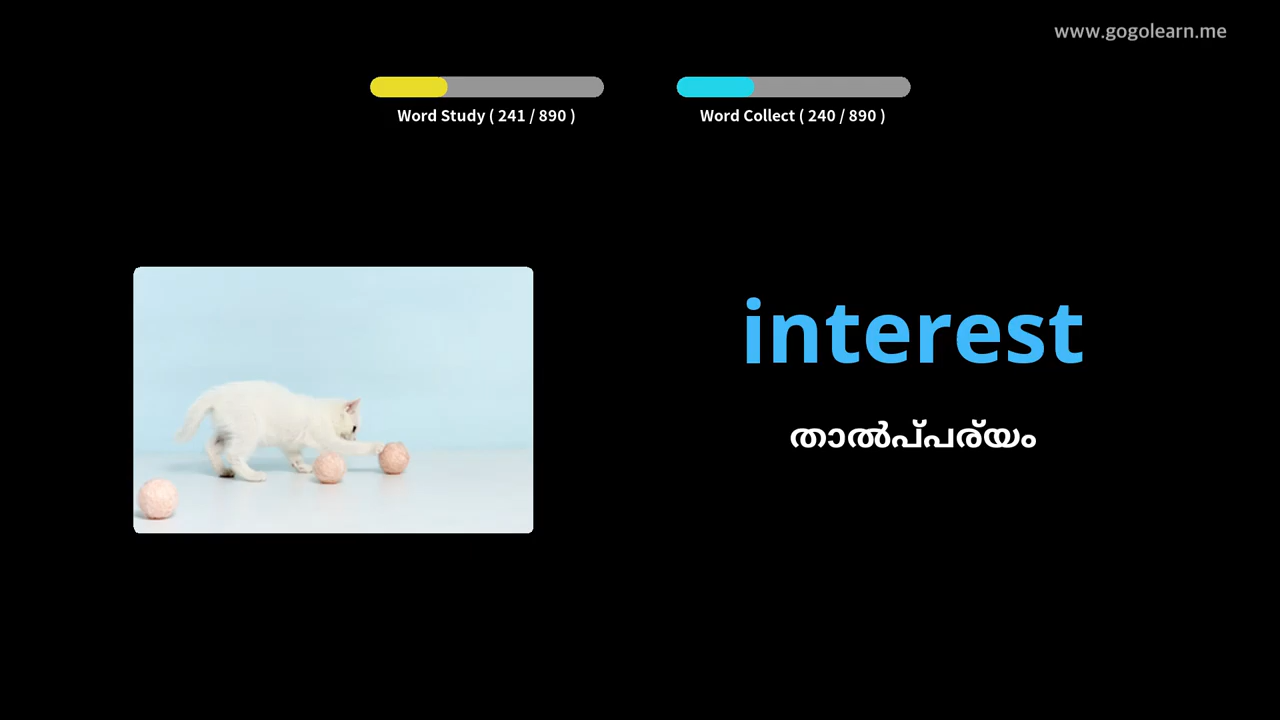 www.gogolearn.me
Word Study ( 241 / 890 )
Word Collect ( 240 / 890 )
interest
താൽപ്പര്യം